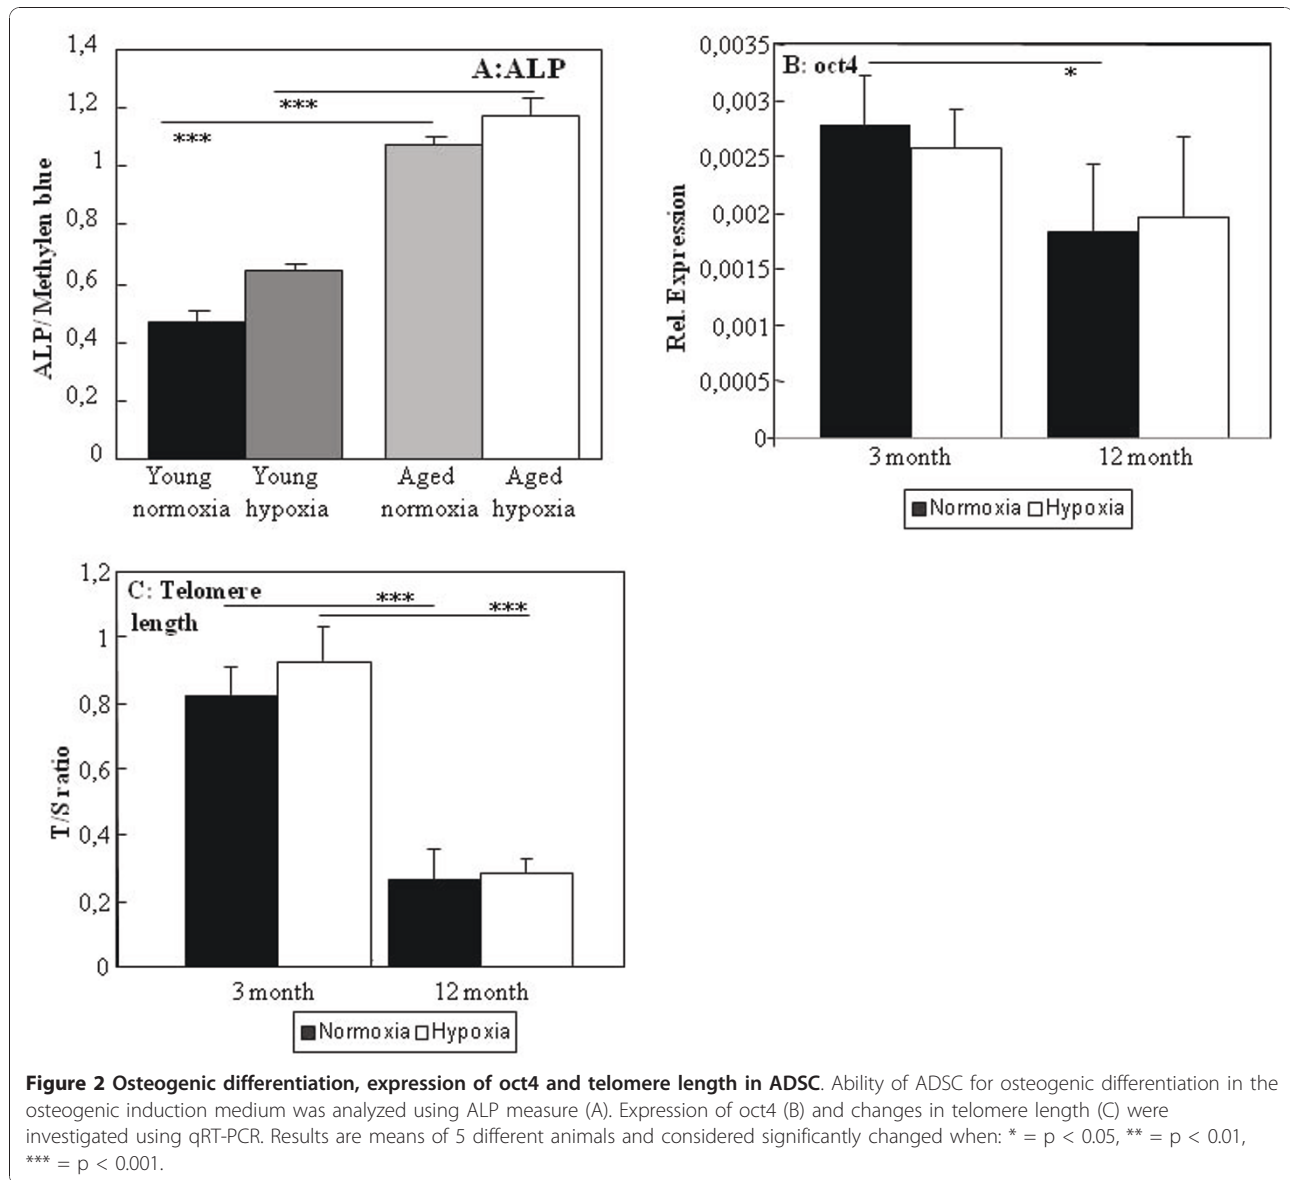 A:ALP
1,4
1,2
1
0,8
0,6
0,4
0,2
0
ALP/Methylen blue
***
***
Young normoxia
Young hypoxia
Aged normoxia
Aged hypoxia
B: oct4
0,0035
0,003
0,0025
0,002
0,0015
0,001
0,0005
0
Rel. Expression
*
3 month
12 month
Normoxia
Hypoxia
C: Telomere
length
1,2
1
0,8
0,6
0,4
0,2
0
T/S ratio
***
***
3 month
12 month
Normoxia
Hypoxia
Figure 2 Osteogenic differentiation, expression of oct4 and telomere length in ADSC. Ability of ADSC for osteogenic differentiation in the
osteogenic induction medium was analyzed using ALP measure (A). Expression of oct4 (B) and changes in telomere length (C) were
investigated using qRT-PCR. Results are means of 5 different animals and considered significantly changed when: * = p < 0.05, ** = p < 0.01,
*** = p < 0.001.